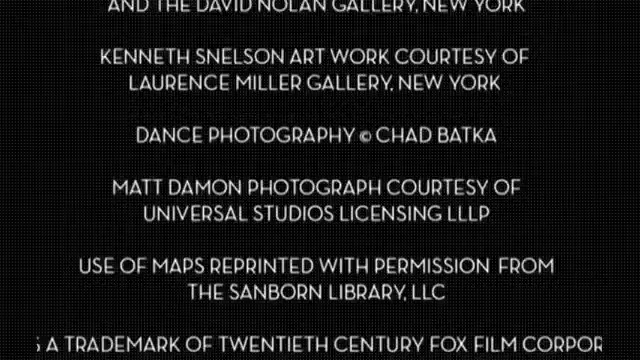 AND THE DAVID NOLAN GALLERY, NEW YORK
KENNETH SNELSON ART WORK COURTESY OF
LAURENCE MILLER GALLERY, NEW YORK
DANCE PHOTOGRAPHY © CHAD BATKA
MATT DAMON PHOTOGRAPH COURTESY OF
UNIVERSAL STUDIOS LICENSING LLLP
USE OF MAPS REPRINTED WITH PERMISSION FROM
THE SANBORN LIBRARY, LLC
A TRADEMARK OF TWENTIETH CENTURY FOX FILM